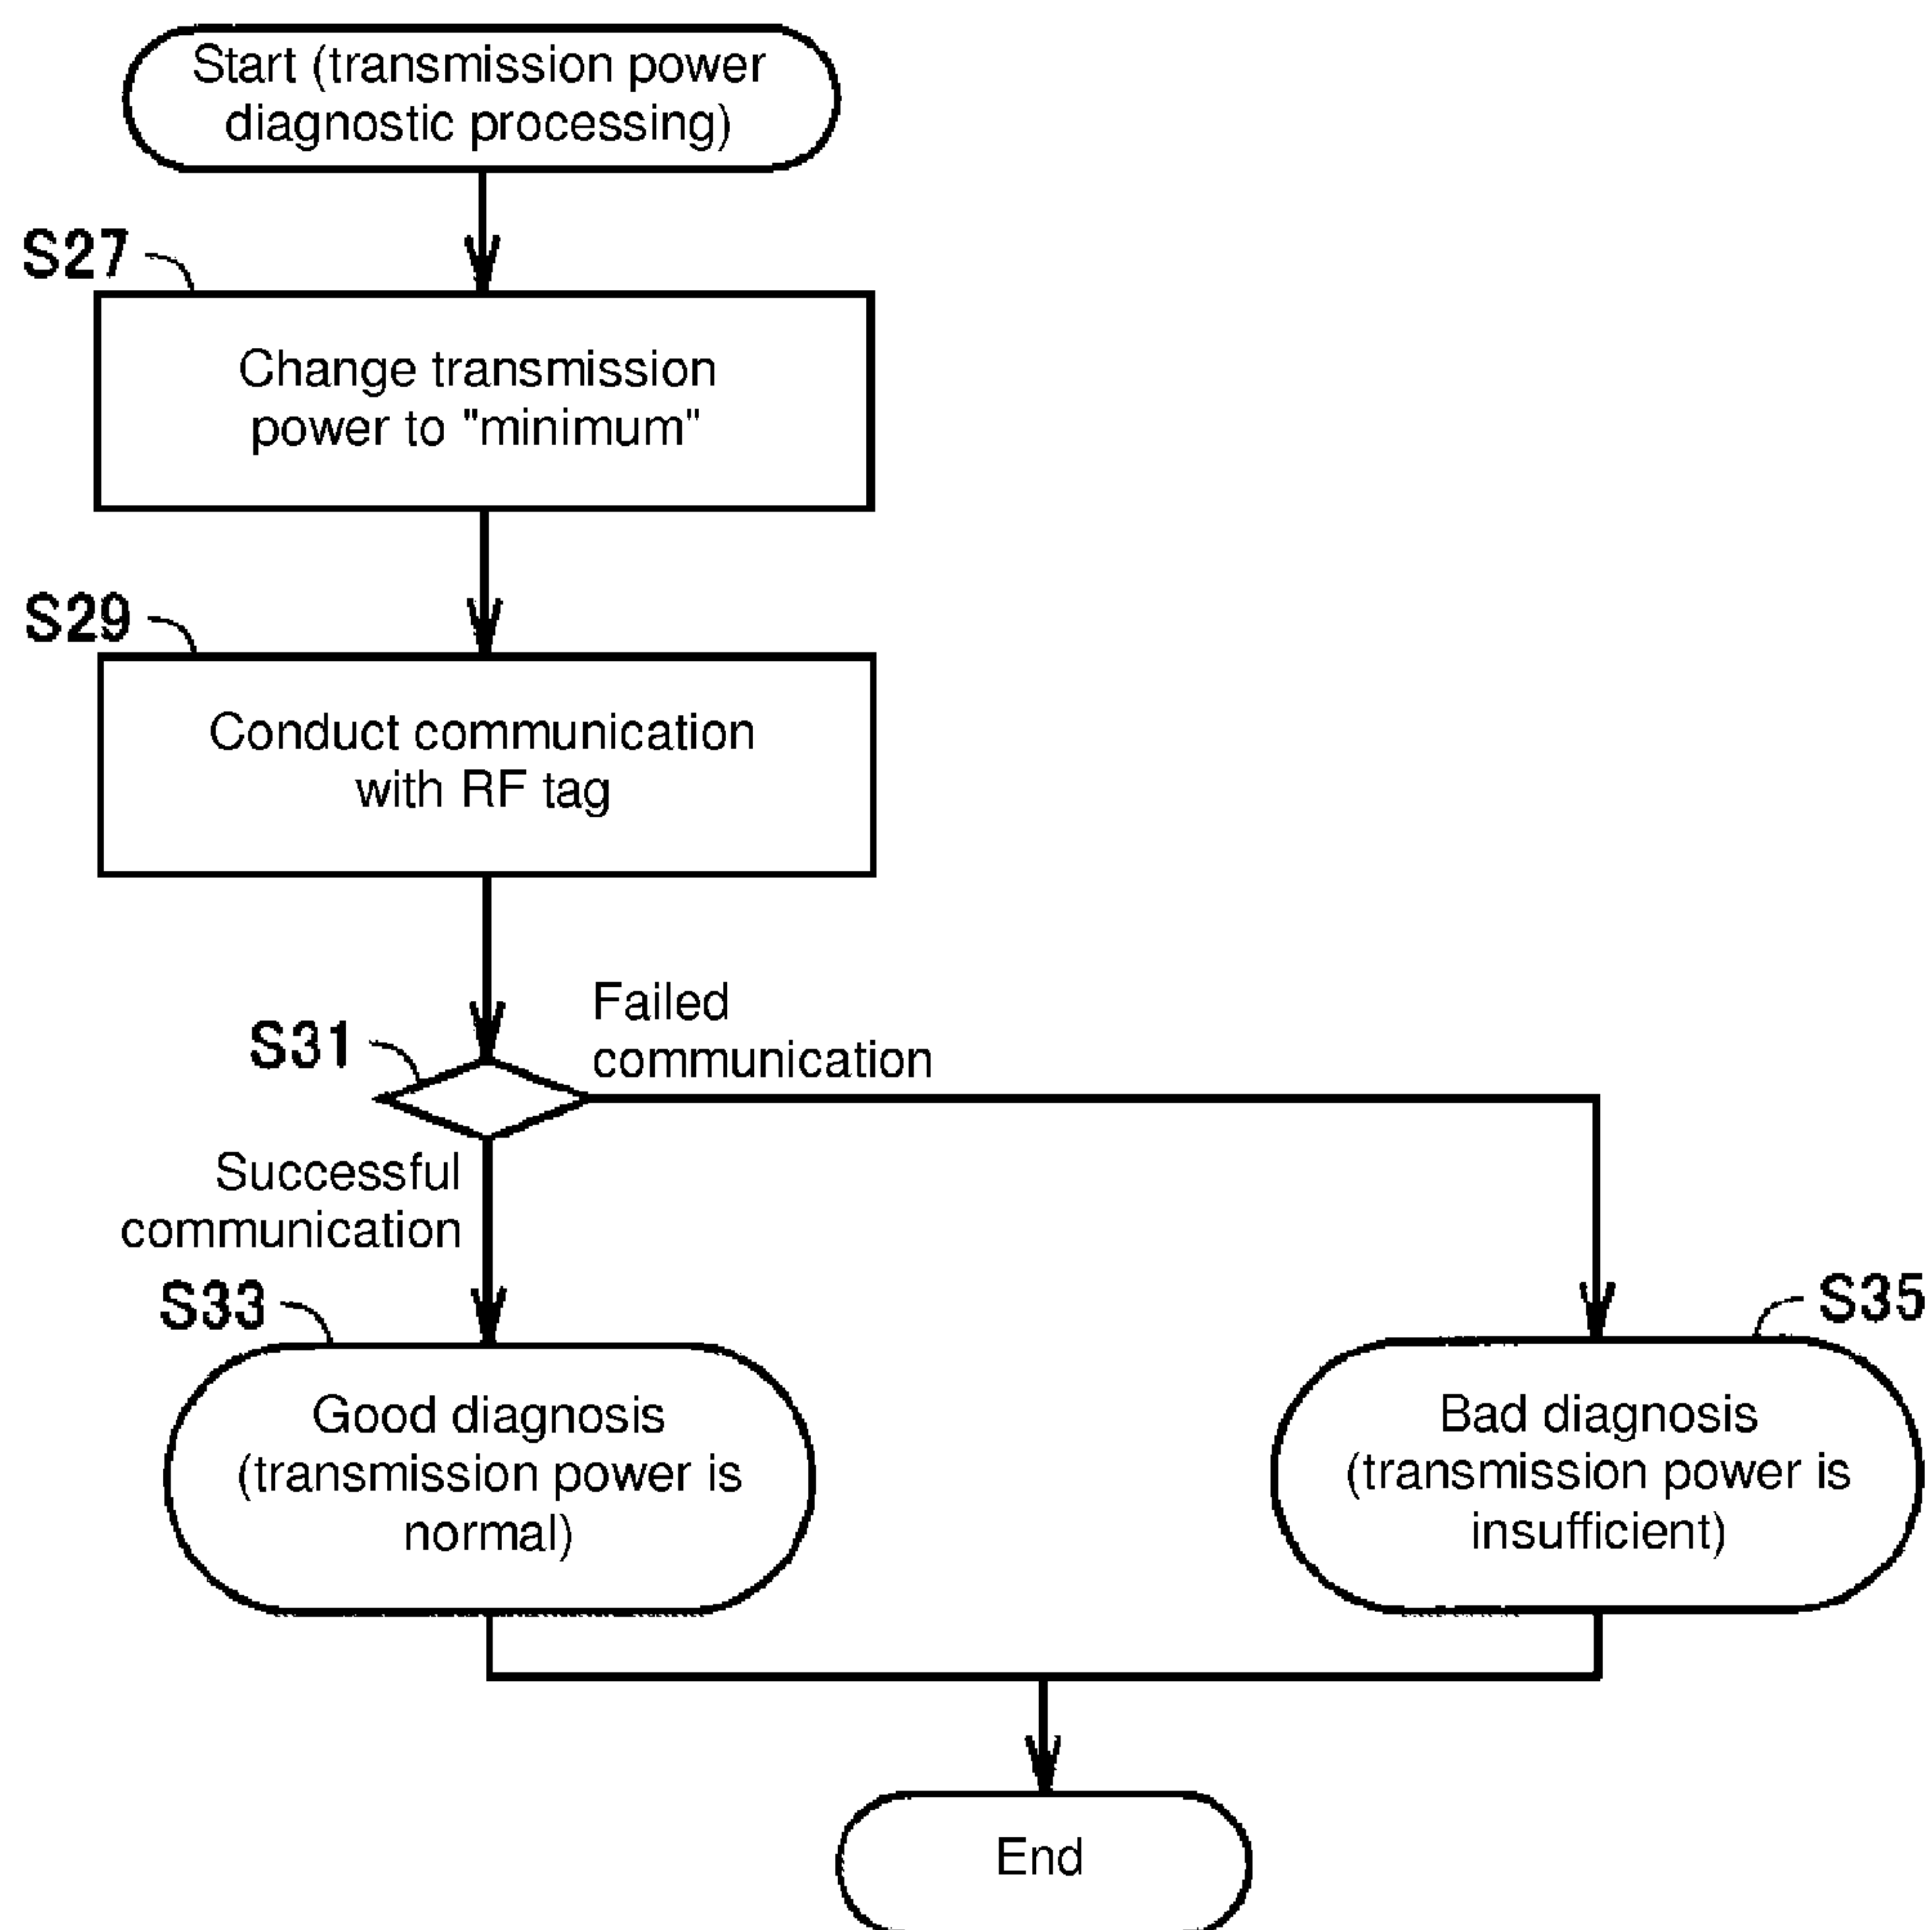 Start (transmission power
diagnostic processing)
S27
Change transmission
power to "minimum"
S29
Conduct communication
with RF tag
S31
Failed
communication
Successful
communication
S33
Good diagnosis
(transmission power is
normal)
S35
Bad diagnosis
(transmission power is
insufficient)
End